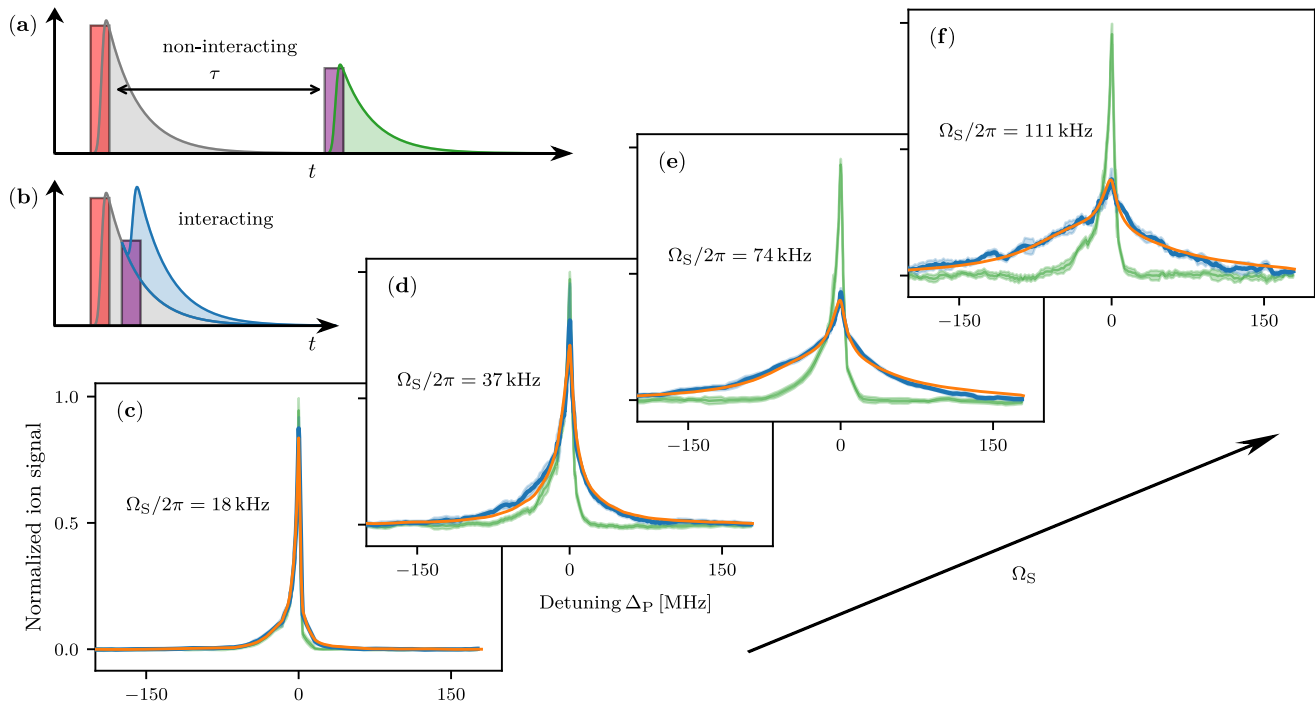 (a)
non-interacting
τ
t
(b)
interacting
t
(c)
Ω_S/2π = 18 kHz
Normalized ion signal
1.0
0.5
0.0
−150 0 150
(d)
Ω_S/2π = 37 kHz
−150 0 150
Detuning Δ_P [MHz]
(e)
Ω_S/2π = 74 kHz
−150 0 150
(f)
Ω_S/2π = 111 kHz
−150 0 150
Ω_S